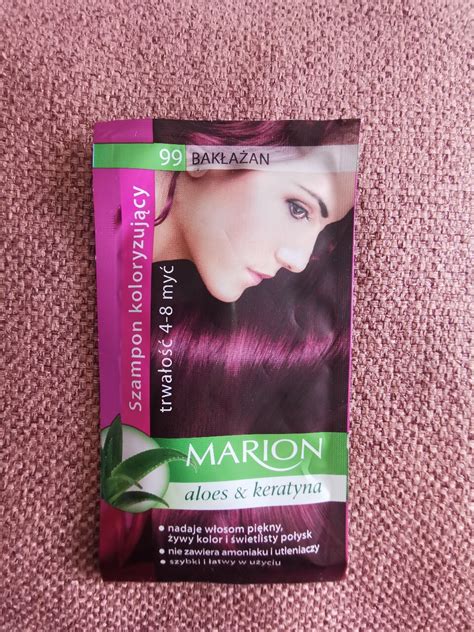 99 BAKŁAŻAN
Szampon koloryzujący
trwałość 4-8 myć
MARION
aloes & keratyna
• nadaje włosom piękny,
żywy kolor i świetlisty połysk
• nie zawiera amoniaku i utleniaczy
• szybki i łatwy w użyciu